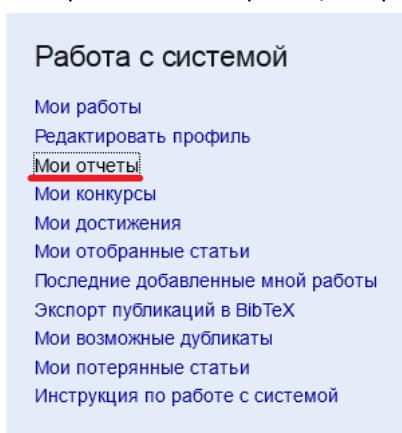 Работа с системой
Мои работы
Редактировать профиль
Мои отчеты
Мои конкурсы
Мои достижения
Мои отобранные статьи
Последние добавленные мной работы
Экспорт публикаций в BibTeX
Мои возможные дубликаты
Мои потерянные статьи
Инструкция по работе с системой